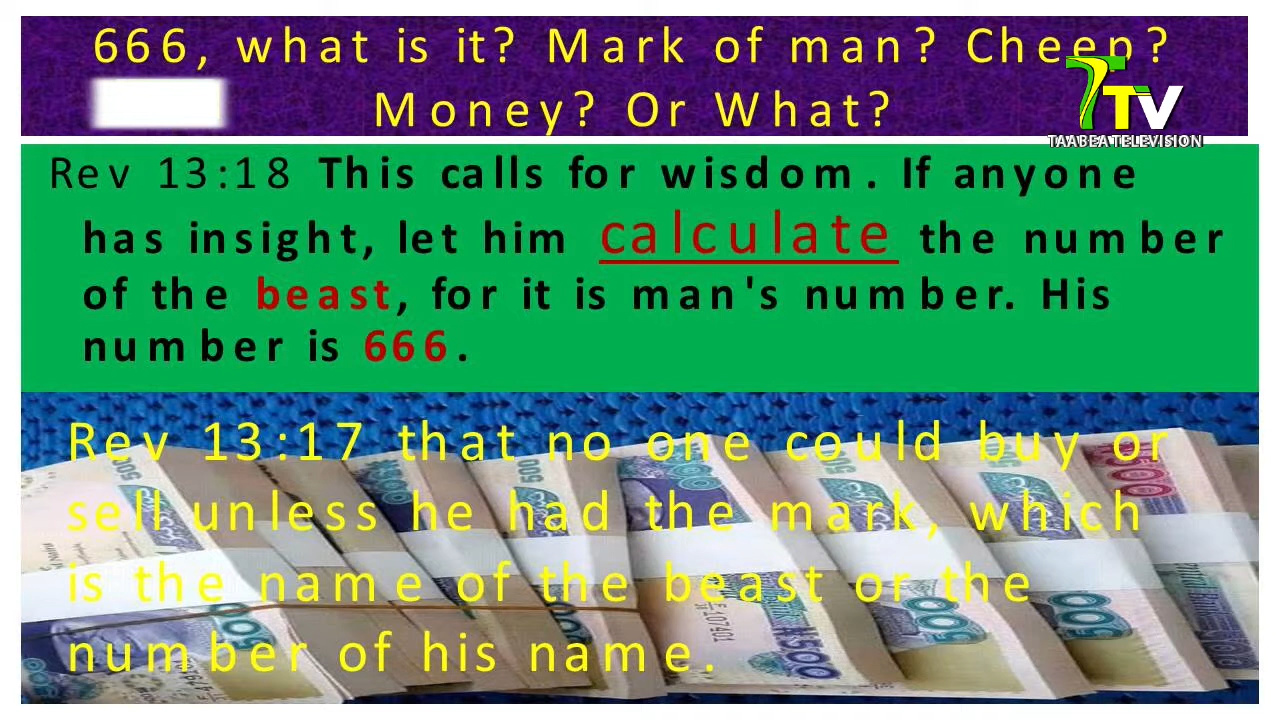 666, what is it? Mark of man? Cheep?
Money? Or What?
TV
TAABEA TELEVISION
Rev 13:18 This calls for wisdom. If anyone
has insight, let him calculate the number
of the beast, for it is man's number. His
number is 666.
Rev 13:17 that no one could buy or
sell unless he had the mark, which
is the name of the beast or the
number of his name.